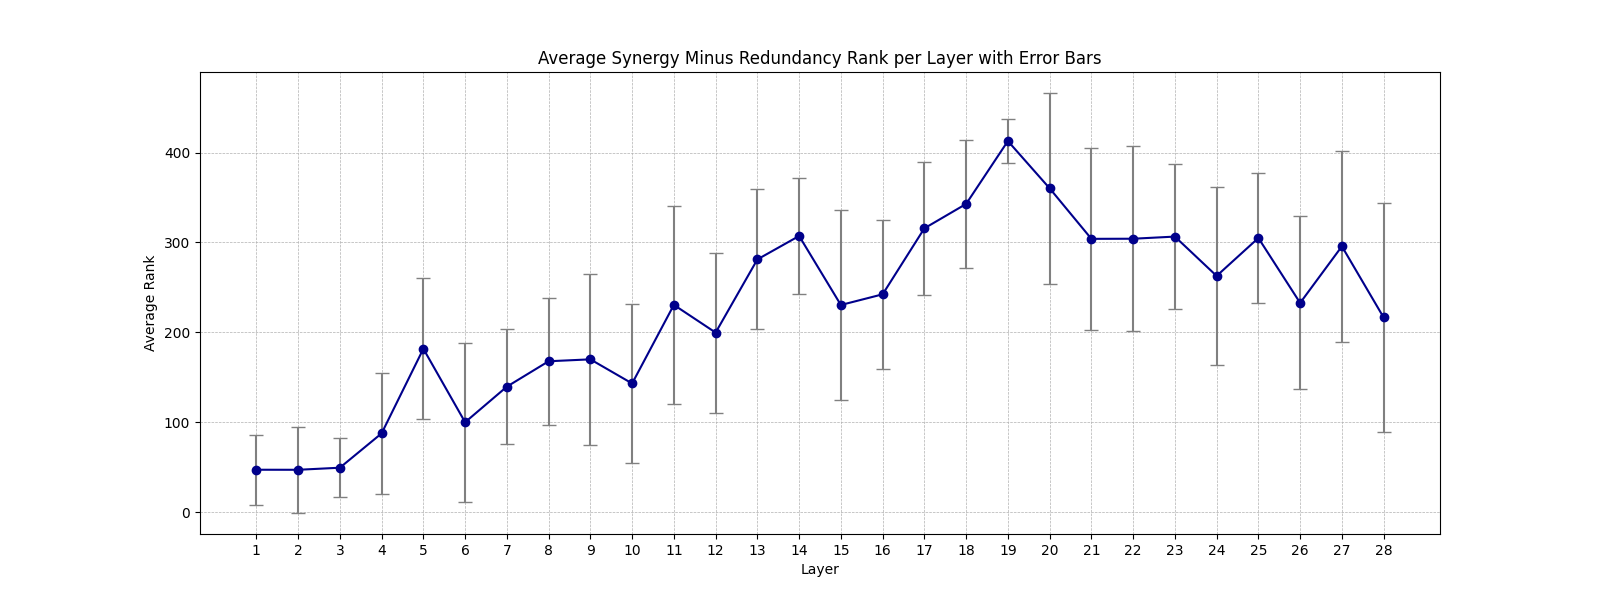 Average Synergy Minus Redundancy Rank per Layer with Error Bars
400
300
200
100
0
Average Rank
1 2 3 4 5 6 7 8 9 10 11 12 13 14 15 16 17 18 19 20 21 22 23 24 25 26 27 28
Layer